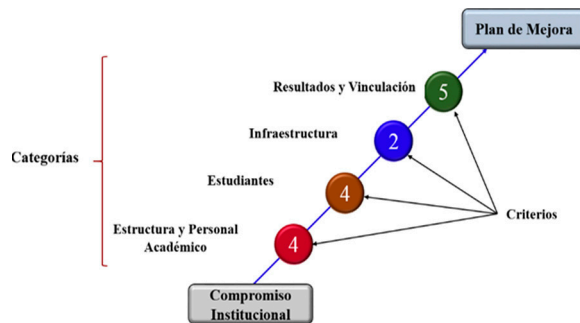 Plan de Mejora
Resultados y Vinculación
5
Infraestructura
2
Categorías
Estudiantes
4
Criterios
Estructura y Personal
Académico
4
Compromiso
Institucional